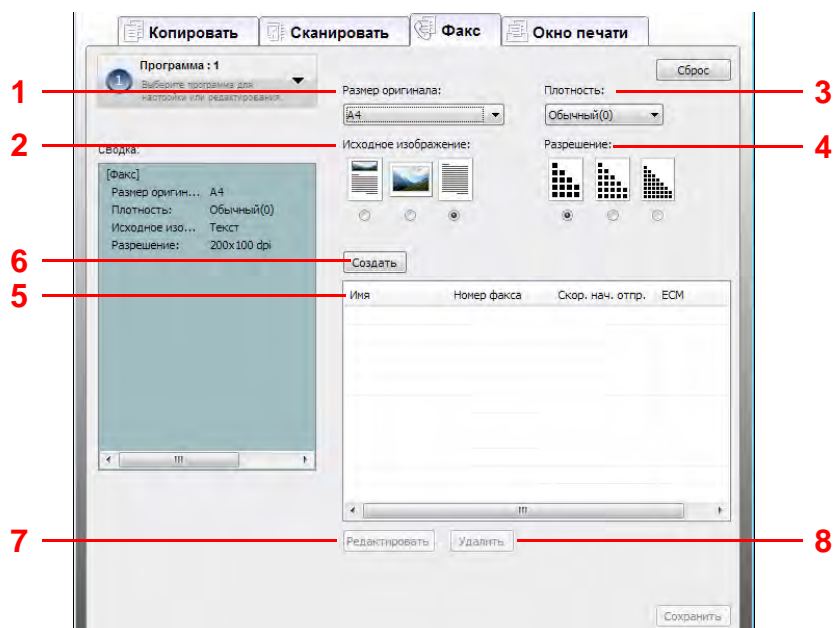 Копировать
Сканировать
Факс
Окно печати
1
Программа : 1
Выберите программа для
настройки или редактирования.
Сброс
1
Размер оригинала:
Плотность:
3
A4
Обычный(0)
2
Исходное изображение:
Разрешение:
4
Сводка:
[Факс]
Размер оригин... A4
Плотность: Обычный(0)
Исходное изо... Текст
Разрешение: 200x100 dpi
6
Создать
5
Имя Номер факса Скор. нач. отпр. ECM
7
Редактировать
Удалить
8
Сохранить